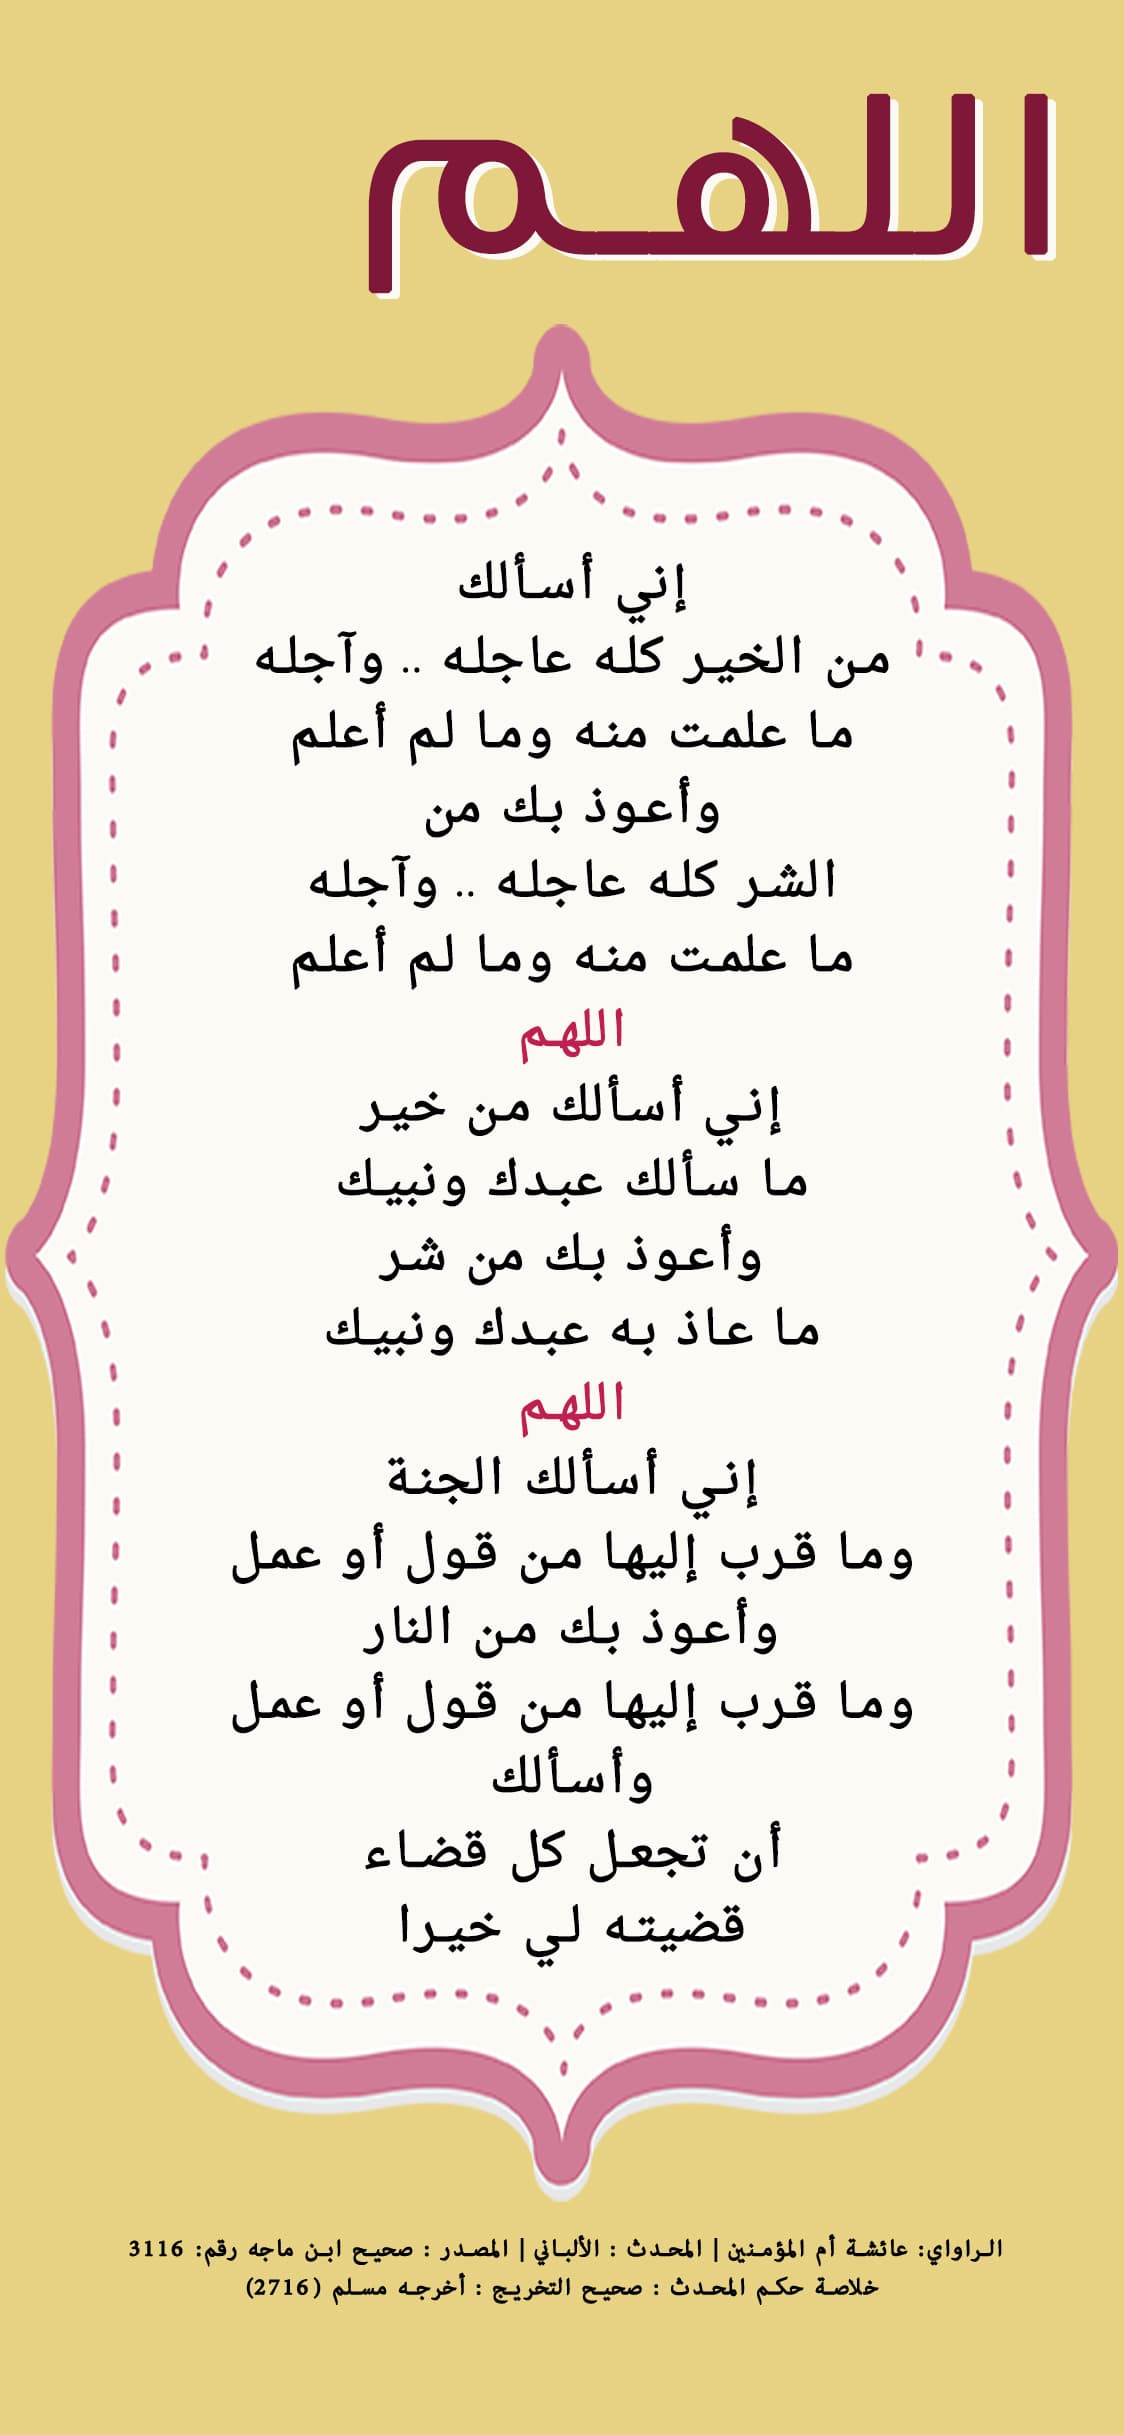 اللهم
إني أسألك
من الخير كله عاجله .. وآجله
ما علمت منه وما لم أعلم
وأعوذ بك من
الشر كله عاجله .. وآجله
ما علمت منه وما لم أعلم
اللهم
إني أسألك من خير
ما سألك عبدك ونبيك
وأعوذ بك من شر
ما عاذ به عبدك ونبيك
اللهم
إني أسألك الجنة
وما قرب إليها من قول أو عمل
وأعوذ بك من النار
وما قرب إليها من قول أو عمل
وأسألك
أن تجعل كل قضاء
قضيته لي خيرا
الراواي: عائشة أم المؤمنين | المحدث : الألباني | المصدر : صحيح ابن ماجه رقم: 3116
خلاصة حكم المحدث : صحيح التخريج : أخرجه مسلم (2716)